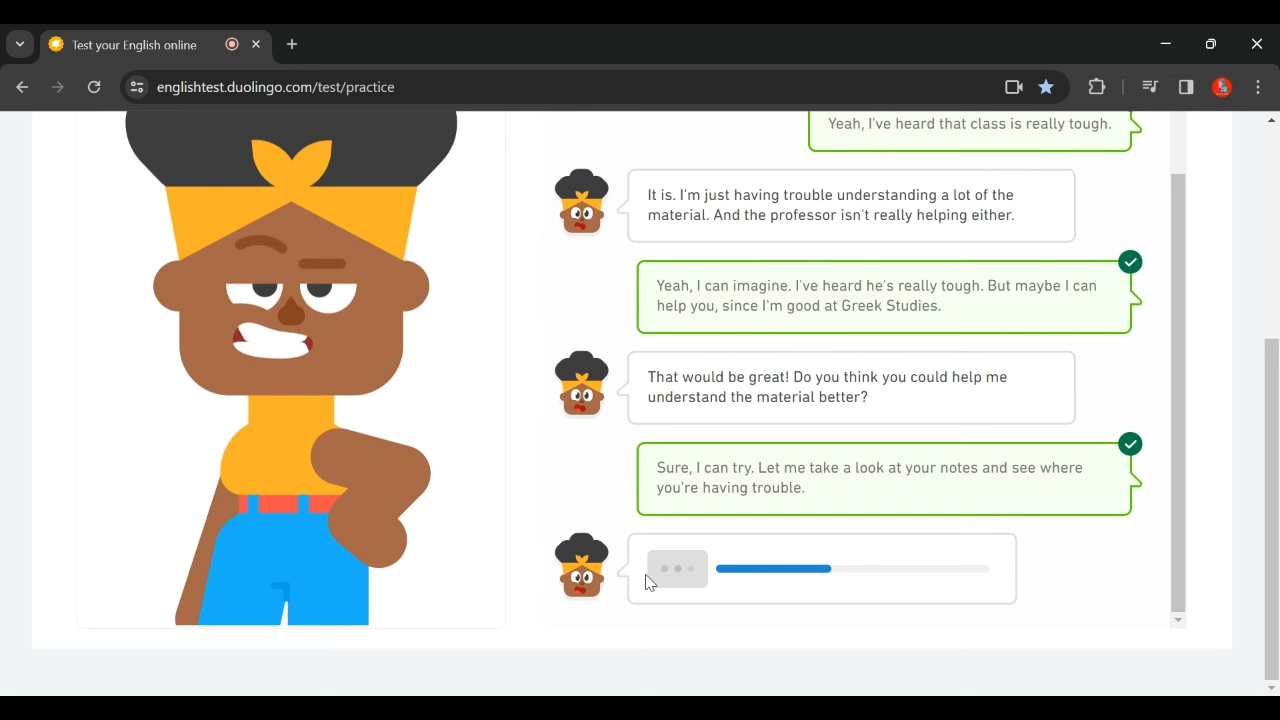 Test your English online
englishtest.duolingo.com/test/practice
Yeah, I've heard that class is really tough.
It is. I'm just having trouble understanding a lot of the
material. And the professor isn't really helping either.
Yeah, I can imagine. I've heard he's really tough. But maybe I can
help you, since I'm good at Greek Studies.
That would be great! Do you think you could help me
understand the material better?
Sure, I can try. Let me take a look at your notes and see where
you're having trouble.